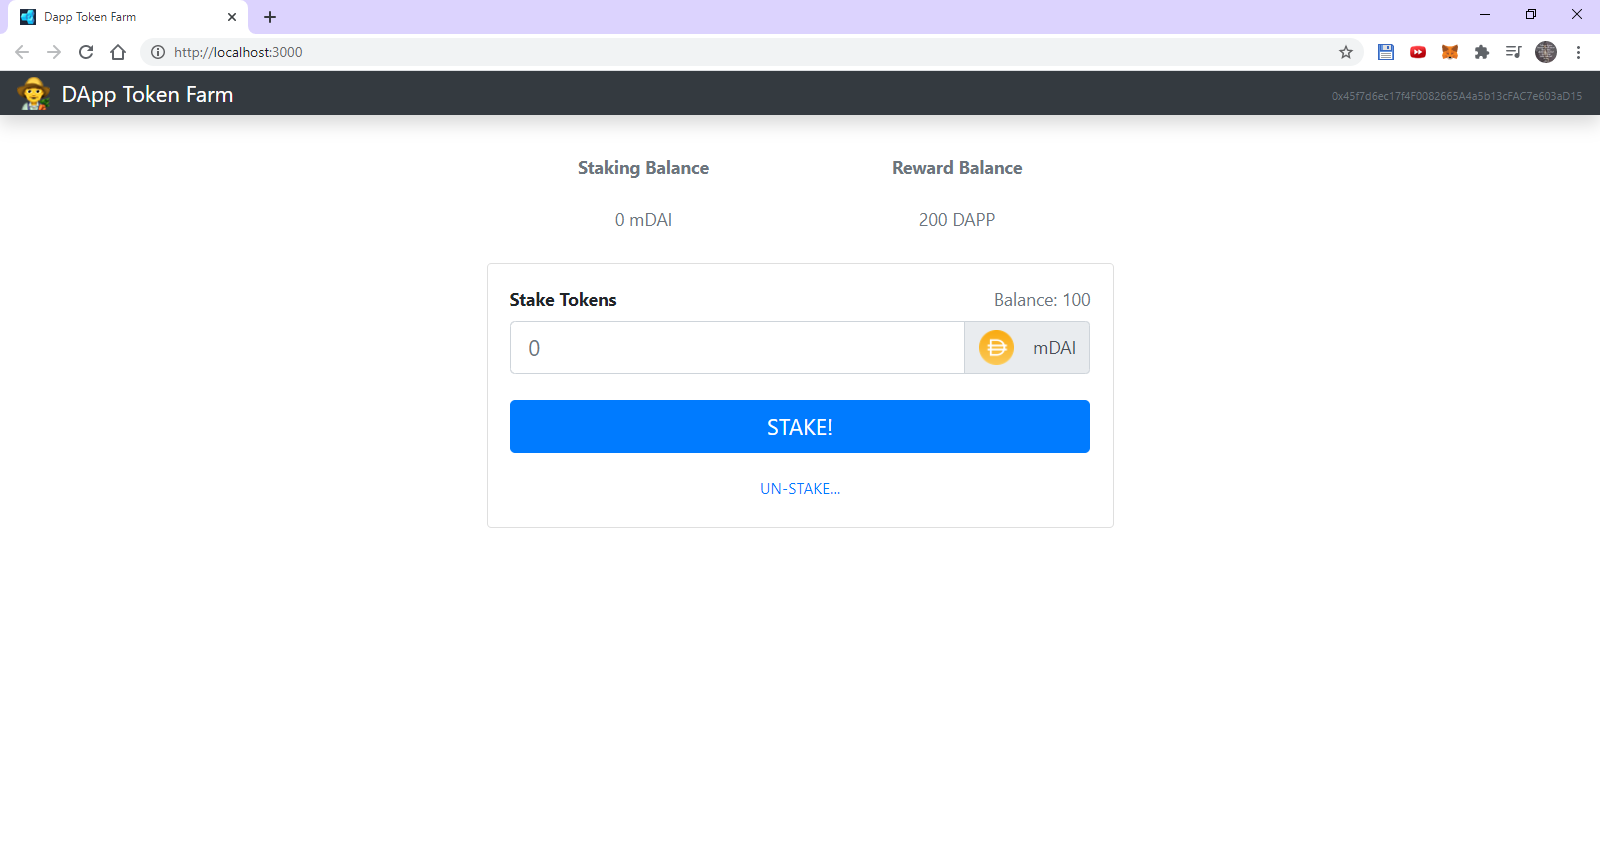 Dapp Token Farm
http://localhost:3000
DApp Token Farm
0x45f7d6ec17f4F0082665A4a5b13cFAC7e603aD15
Staking Balance Reward Balance
0 mDAI 200 DAPP
Stake Tokens Balance: 100
0 mDAI
STAKE!
UN-STAKE...